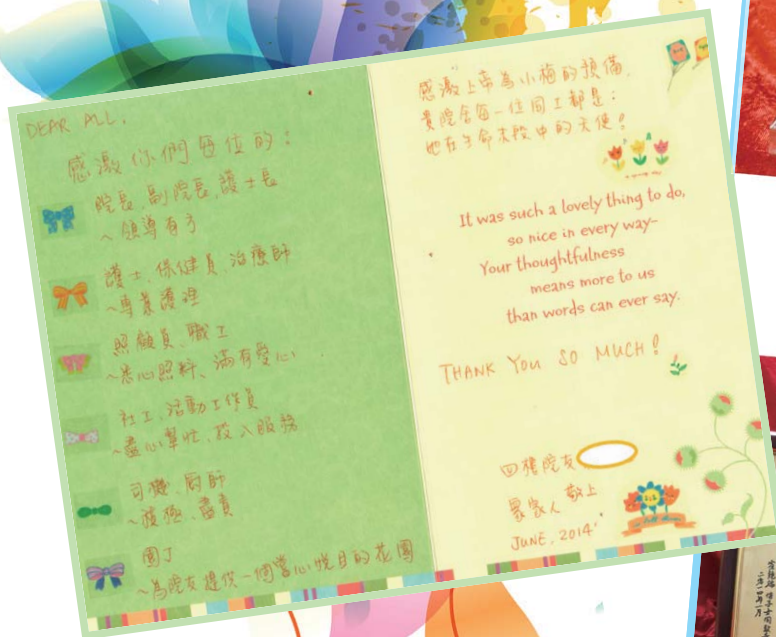 DEAR ALL,
感激你們每位的：
院長、副院長、護士長
~領導有方
護士、保健員、治療師
~專業護理
照顧員、職工
~悉心照料、滿有愛心
社工、活動工作員
~盡心幫忙、投入服務
司機、廚師
~積極、盡責
園丁
~為院友提供一個賞心悅目的花園
感激上帝為小梅的預備，
貴院舍每一位同工都是：
她在生命末段中的天使！
It was such a lovely thing to do,
so nice in every way–
Your thoughtfulness
means more to us
than words can ever say.
THANK YOU SO MUCH!
四樓院友
家人 敬上
JUNE, 2014